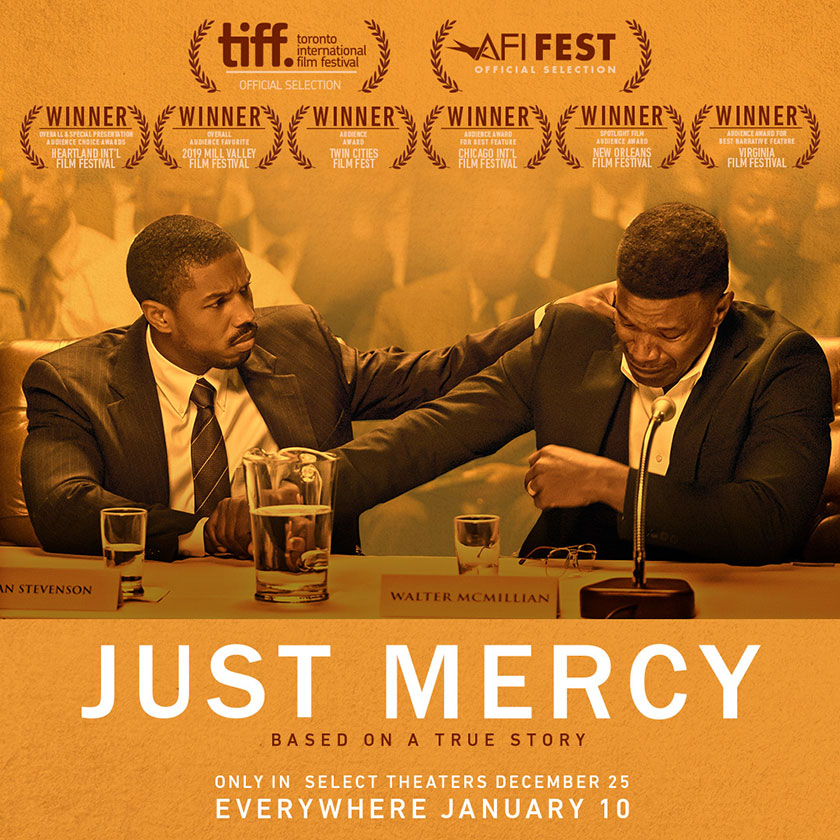 tiff. toronto
international
film festival
OFFICIAL SELECTION
AFI FEST
OFFICIAL SELECTION
WINNER
OVERALL & SPECIAL PRESENTATION
AUDIENCE CHOICE AWARDS
HEARTLAND INT'L
FILM FESTIVAL
WINNER
OVERALL
AUDIENCE FAVORITE
2019 MILL VALLEY
FILM FESTIVAL
WINNER
AUDIENCE
AWARD
TWIN CITIES
FILM FEST
WINNER
AUDIENCE AWARD
FOR BEST FEATURE
CHICAGO INT'L
FILM FESTIVAL
WINNER
SPOTLIGHT FILM
AUDIENCE AWARD
NEW ORLEANS
FILM FESTIVAL
WINNER
AUDIENCE AWARD FOR
BEST NARRATIVE FEATURE
VIRGINIA
FILM FESTIVAL
AN STEVENSON
WALTER MCMILLIAN
JUST MERCY
BASED ON A TRUE STORY
ONLY IN SELECT THEATERS DECEMBER 25
EVERYWHERE JANUARY 10